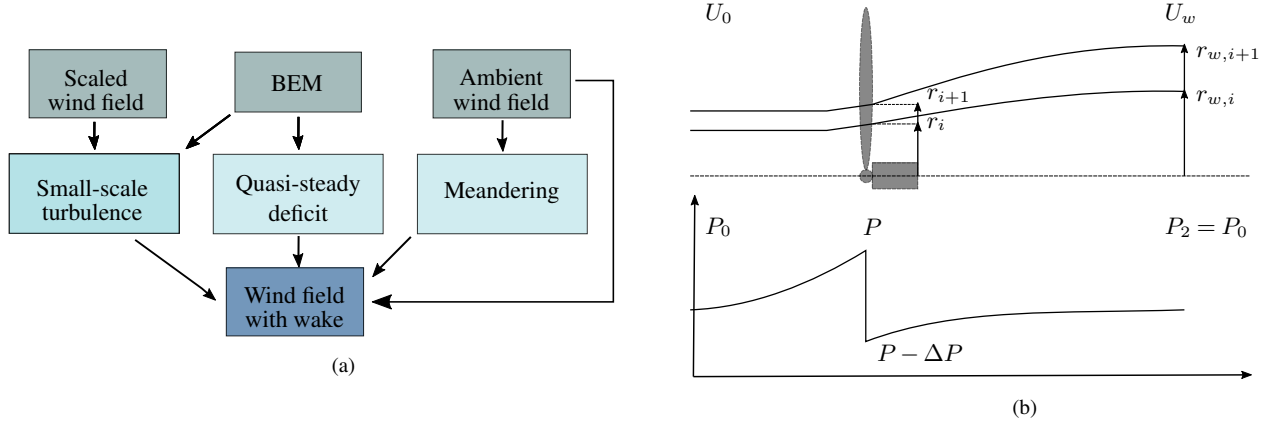 Scaled
wind field
BEM
Ambient
wind field
Small-scale
turbulence
Quasi-steady
deficit
Meandering
Wind field
with wake
(a)
U_0
U_w
r_{w,i+1}
r_{i+1}
r_{w,i}
r_i
P_0
P
P_2 = P_0
P − ΔP
(b)